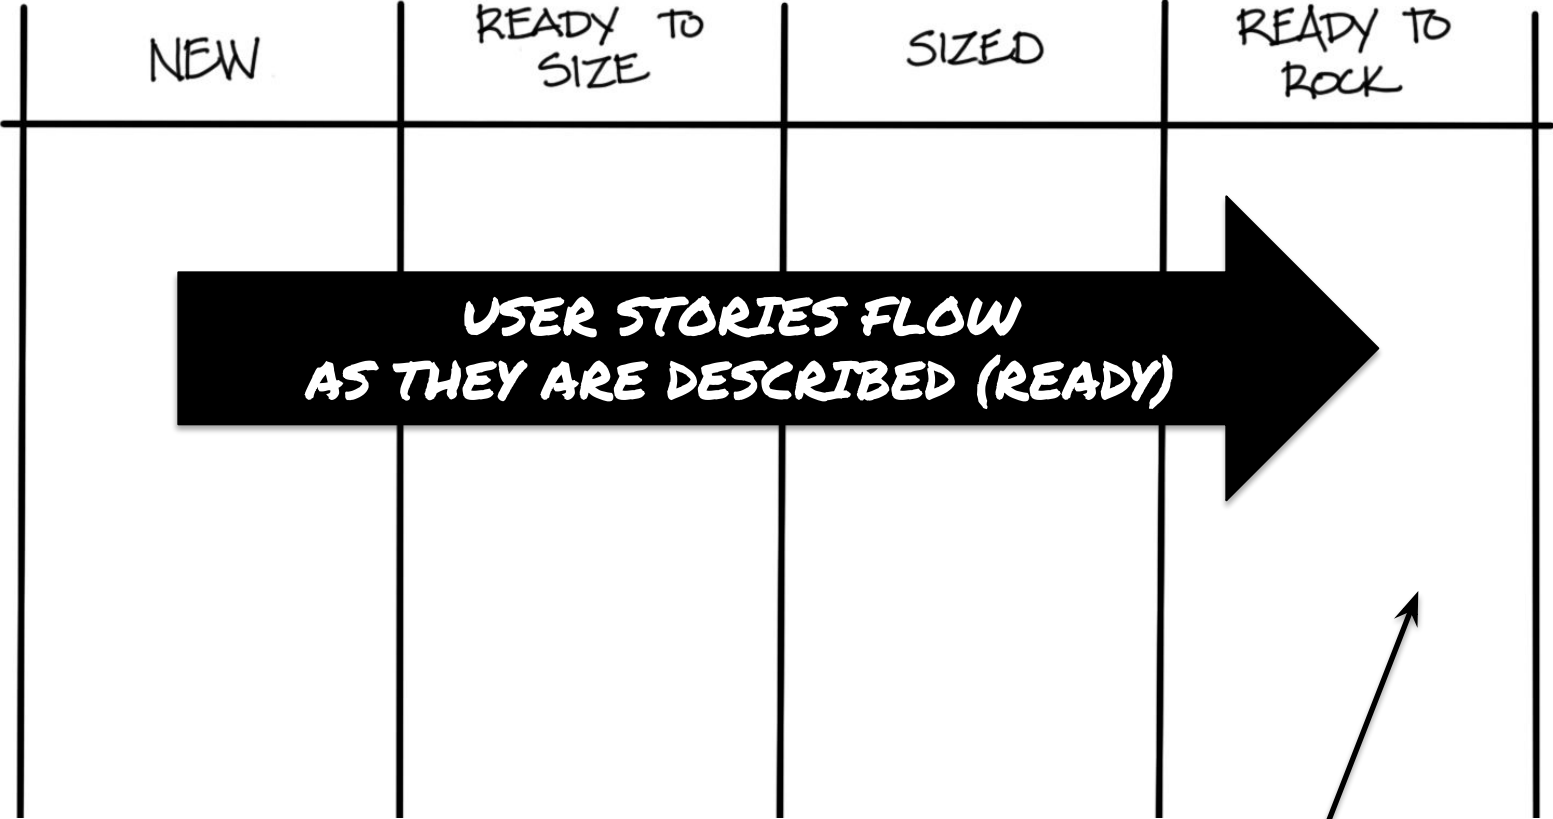 NEW
READY TO
SIZE
SIZED
READY TO
ROCK
USER STORIES FLOW
AS THEY ARE DESCRIBED (READY)